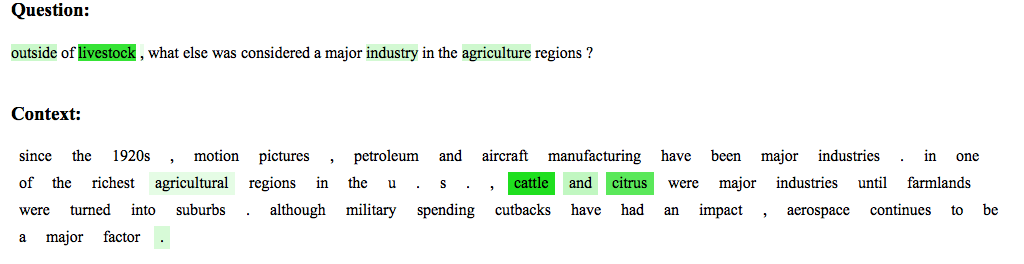 Question:
outside of livestock , what else was considered a major industry in the agriculture regions ?
Context:
since the 1920s , motion pictures , petroleum and aircraft manufacturing have been major industries . in one
of the richest agricultural regions in the u . s . , cattle and citrus were major industries until farmlands
were turned into suburbs . although military spending cutbacks have had an impact , aerospace continues to be
a major factor .